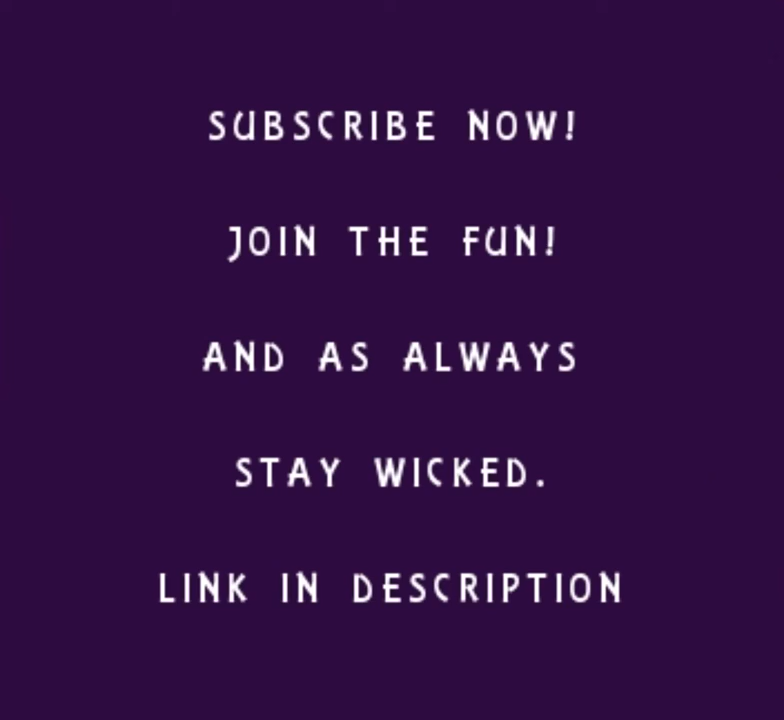 SUBSCRIBE NOW!
JOIN THE FUN!
AND AS ALWAYS
STAY WICKED.
LINK IN DESCRIPTION